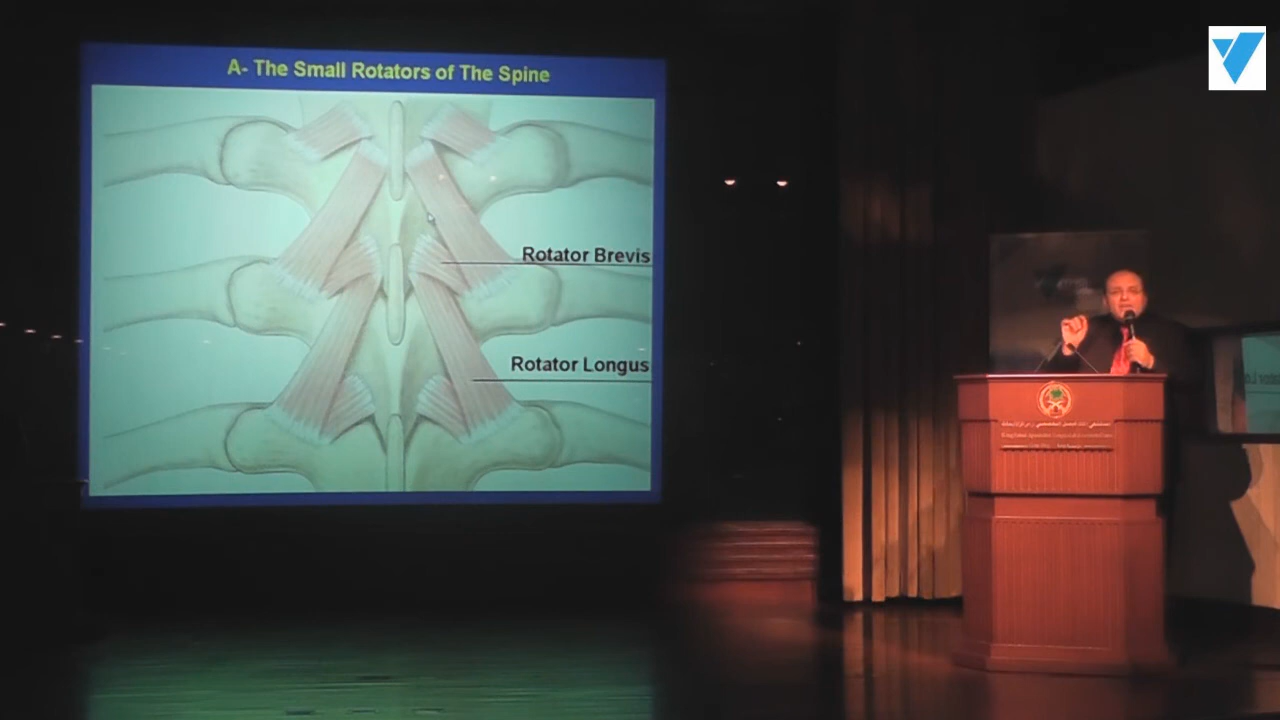 A- The Small Rotators of The Spine
Rotator Brevis
Rotator Longus